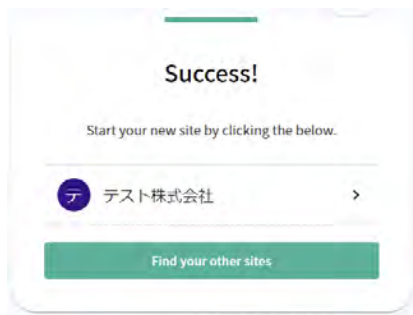 Success!
Start your new site by clicking the below.
テ テスト株式会社
Find your other sites